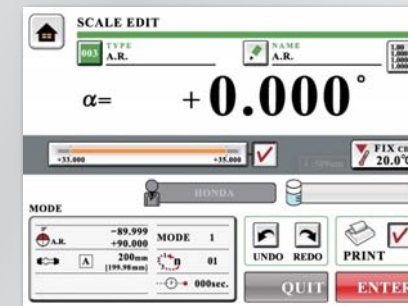 SCALE EDIT
003 TYPE A.R.
NAME A.R.
α= +0.000°
+33.000 +35.000
FIX
20.0°
HONDA
MODE
A.R. -89.999 +90.000
MODE 1
A 200mm [199.98mm]
n 01
000sec.
UNDO REDO
PRINT
QUIT
ENTER